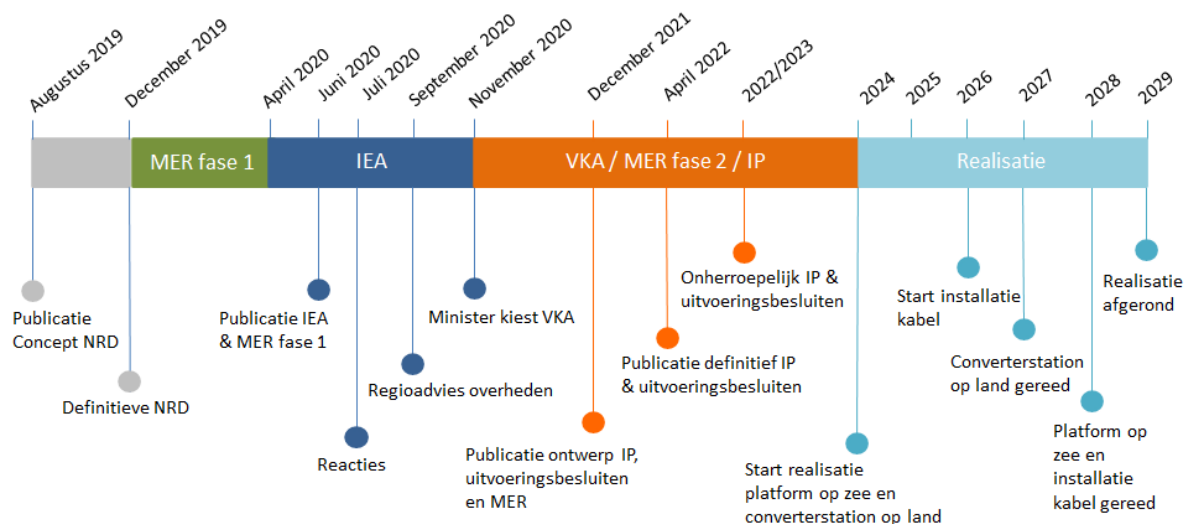 Augustus 2019
December 2019
April 2020
Juni 2020
Juli 2020
September 2020
November 2020
December 2021
April 2022
2022/2023
2024
2025
2026
2027
2028
2029
MER fase 1
IEA
VKA / MER fase 2 / IP
Realisatie
Publicatie
Concept NRD
Definitieve NRD
Publicatie IEA
& MER fase 1
Reacties
Regioadvies overheden
Minister kiest VKA
Publicatie ontwerp IP,
uitvoeringsbesluiten
en MER
Publicatie definitief IP
& uitvoeringsbesluiten
Onherroepelijk IP &
uitvoeringsbesluiten
Start realisatie
platform op zee en
converterstation op land
Start installatie
kabel
Converterstation
op land gereed
Platform op
zee en
installatie
kabel gereed
Realisatie
afgerond